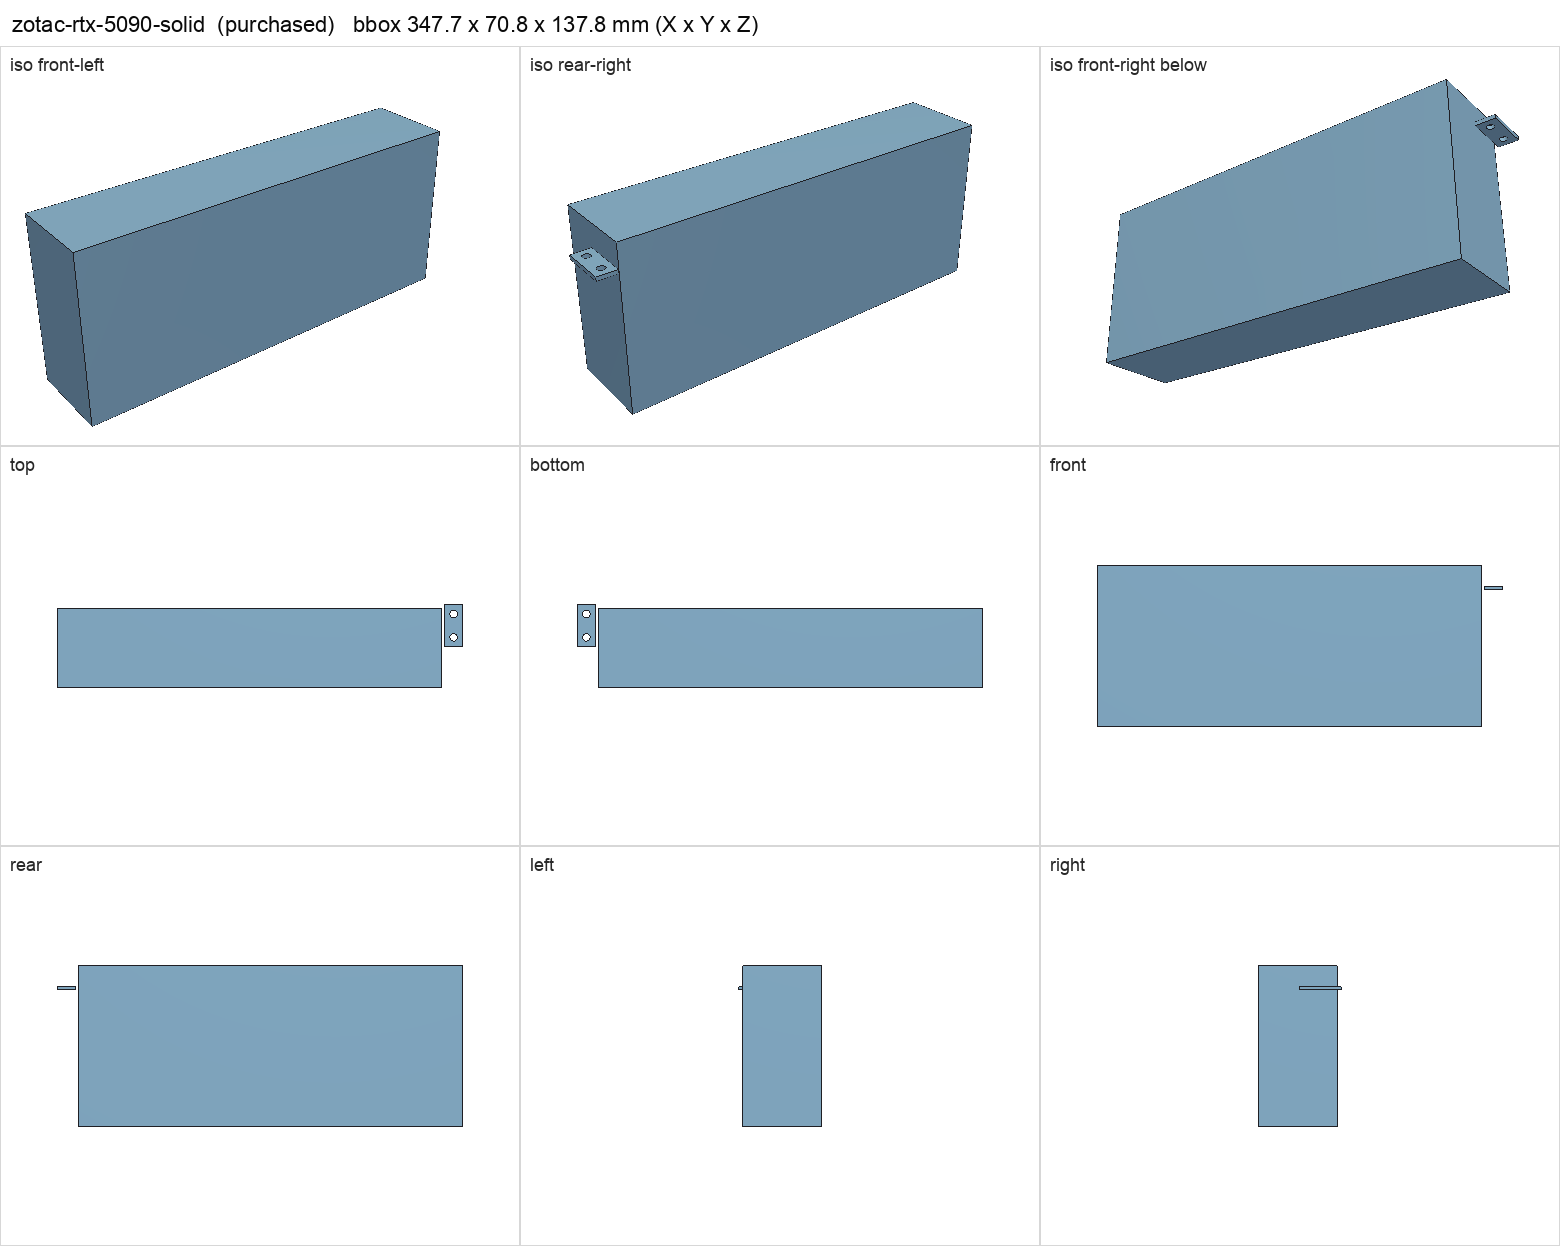 zotac-rtx-5090-solid (purchased) bbox 347.7 x 70.8 x 137.8 mm (X x Y x Z)
iso front-left
iso rear-right
iso front-right below
top
bottom
front
rear
left
right